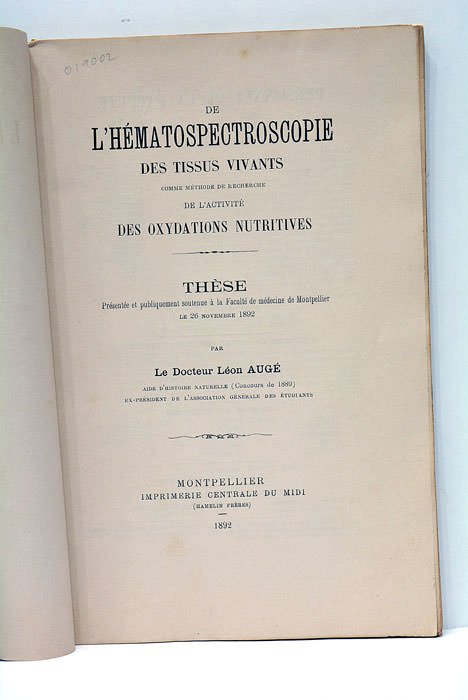 019002
DE
L'HÉMATOSPECTROSCOPIE
DES TISSUS VIVANTS
COMME MÉTHODE DE RECHERCHE
DE L'ACTIVITÉ
DES OXYDATIONS NUTRITIVES
THÈSE
Présentée et publiquement soutenue à la Faculté de médecine de Montpellier
LE 26 NOVEMBRE 1892
PAR
Le Docteur Léon AUGÉ
AIDE D'HISTOIRE NATURELLE (Concours de 1889)
EX-PRÉSIDENT DE L'ASSOCIATION GÉNÉRALE DES ÉTUDIANTS
MONTPELLIER
IMPRIMERIE CENTRALE DU MIDI
(HAMELIN FRÈRES)
1892